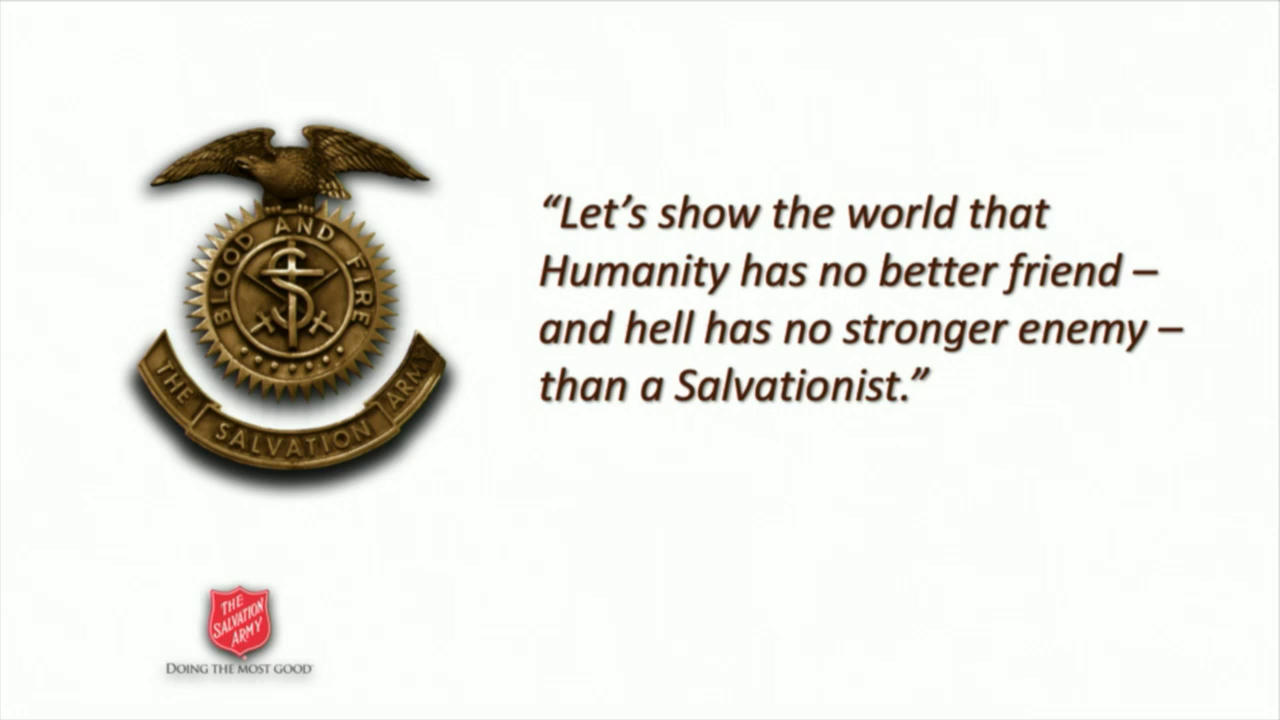 BLOOD AND FIRE
THE SALVATION ARMY
“Let’s show the world that
Humanity has no better friend –
and hell has no stronger enemy –
than a Salvationist.”
THE
SALVATION
ARMY
DOING THE MOST GOOD